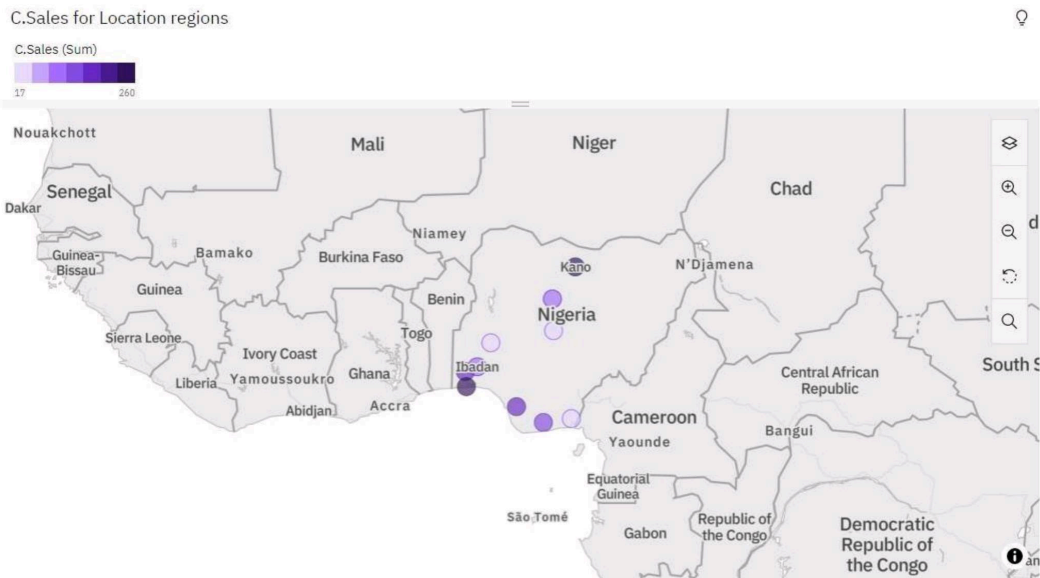 C.Sales for Location regions
C.Sales (Sum)
17
260
Nouakchott
Mali
Niger
Chad
Senegal
Dakar
d
Niamey
Guinea-
Bissau
Bamako
Burkina Faso
N'Djamena
Kano
Guinea
Benin
Nigeria
Togo
Sierra Leone
Ivory Coast
Ibadan
South S
Ghana
Central African
Republic
Liberia
Yamoussoukro
Accra
Abidjan
Cameroon
Bangui
Yaounde
Equatorial
Guinea
São Tomé
Republic of
the Congo
Gabon
Democratic
Republic of
the Congo
an